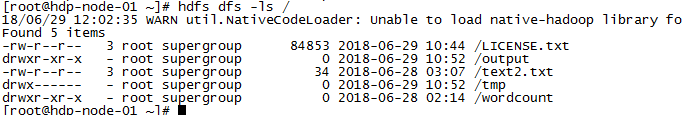 [root@hdp-node-01 ~]# hdfs dfs -ls /
18/06/29 12:02:35 WARN util.NativeCodeLoader: Unable to load native-hadoop library fo
Found 5 items
-rw-r--r--   3 root supergroup      84853 2018-06-29 10:44 /LICENSE.txt
drwxr-xr-x   - root supergroup          0 2018-06-29 10:52 /output
-rw-r--r--   3 root supergroup         34 2018-06-28 03:07 /text2.txt
drwx------   - root supergroup          0 2018-06-29 10:52 /tmp
drwxr-xr-x   - root supergroup          0 2018-06-28 02:14 /wordcount
[root@hdp-node-01 ~]#